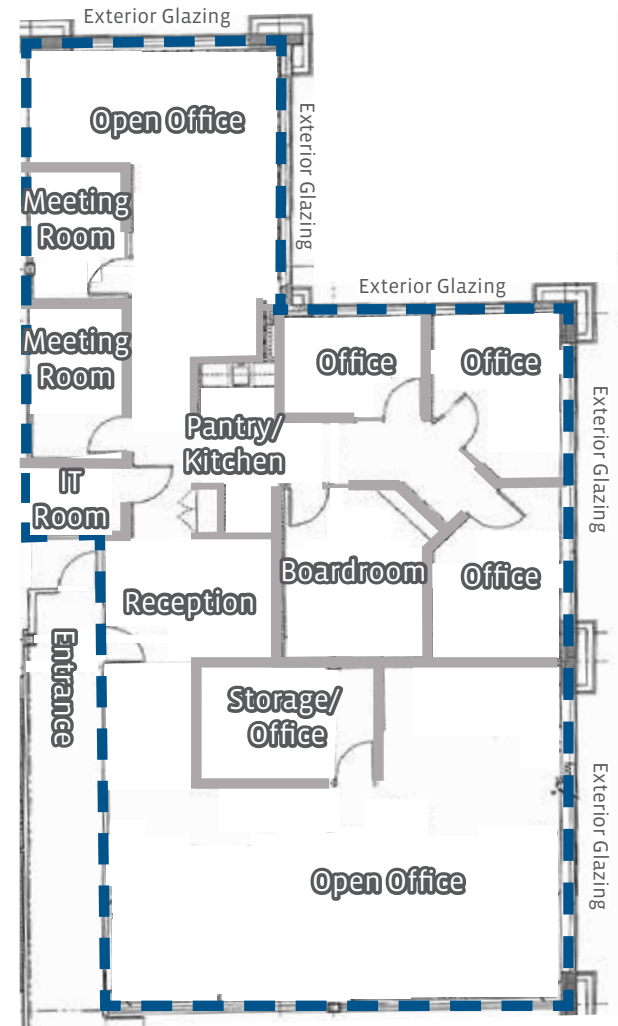 Exterior Glazing
Open Office
Exterior Glazing
Meeting
Room
Exterior Glazing
Meeting
Room
Office
Office
Exterior Glazing
Pantry/
Kitchen
IT
Room
Boardroom
Office
Reception
Entrance
Storage/
Office
Exterior Glazing
Open Office